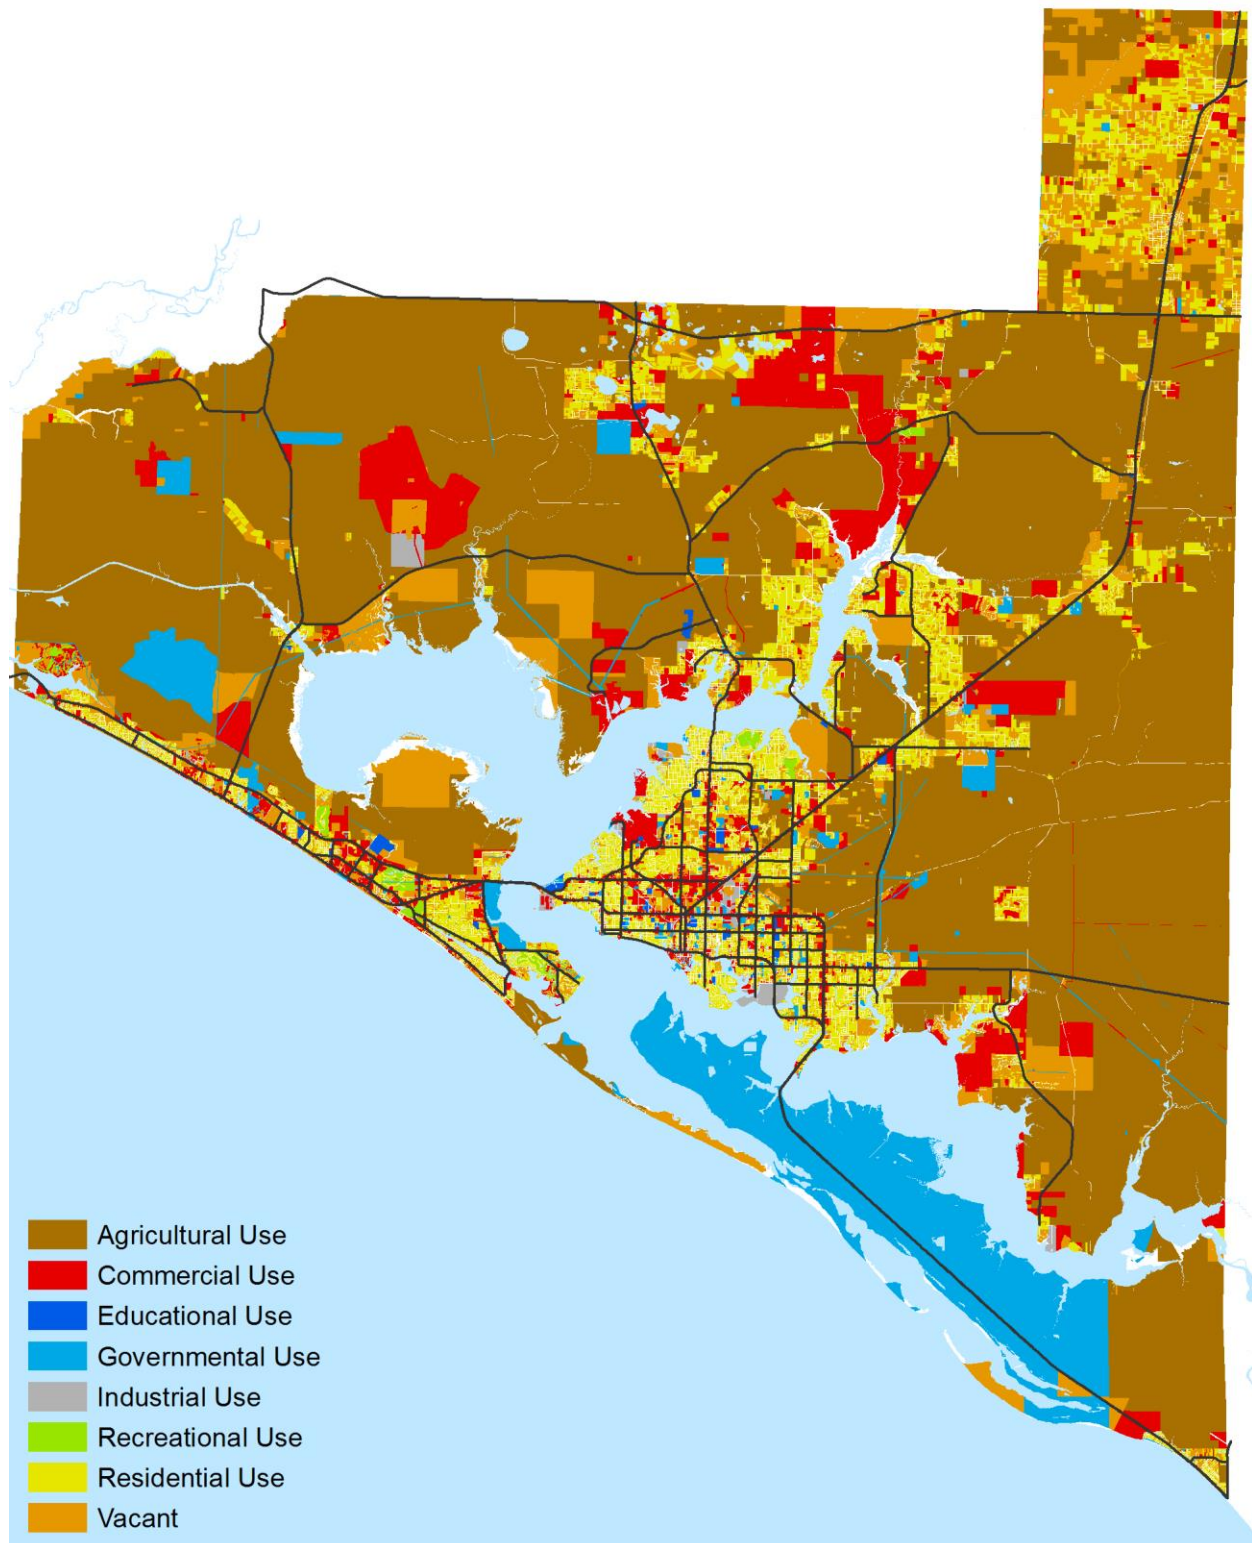 Agricultural Use
Commercial Use
Educational Use
Governmental Use
Industrial Use
Recreational Use
Residential Use
Vacant